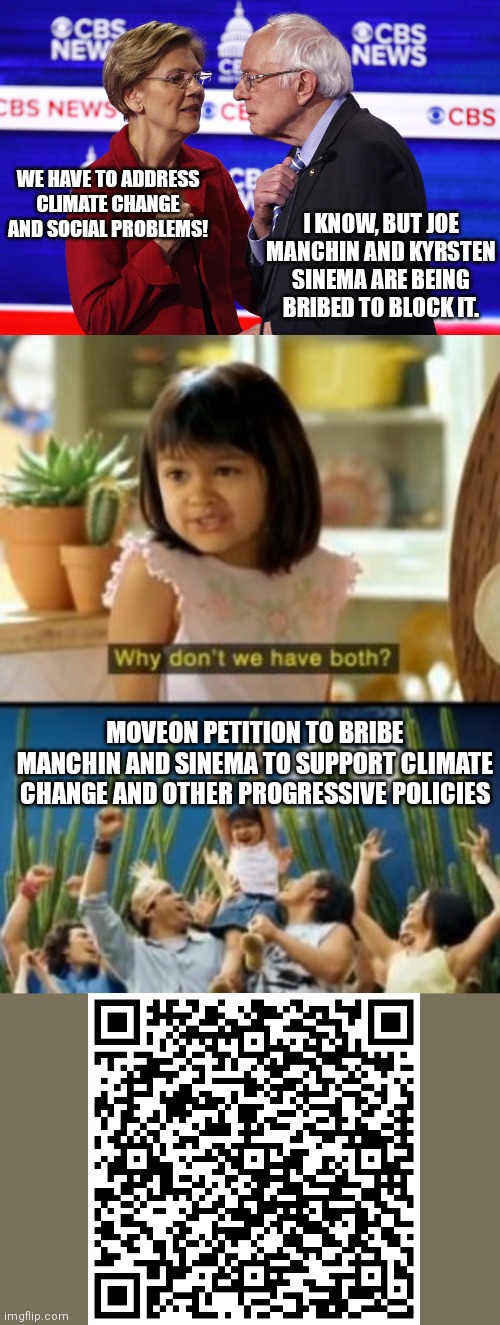 CBS NEWS
CBS NEWS
CBS NEWS
CBS
WE HAVE TO ADDRESS
CLIMATE CHANGE
AND SOCIAL PROBLEMS!
I KNOW, BUT JOE
MANCHIN AND KYRSTEN
SINEMA ARE BEING
BRIBED TO BLOCK IT.
Why don't we have both?
MOVEON PETITION TO BRIBE
MANCHIN AND SINEMA TO SUPPORT CLIMATE
CHANGE AND OTHER PROGRESSIVE POLICIES
imgflip.com